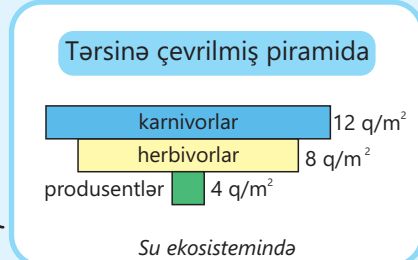 Tərsinə çevrilmiş piramida
karnivorlar 12 q/m²
herbivorlar 8 q/m²
produsentlər 4 q/m²
Su ekosistemində